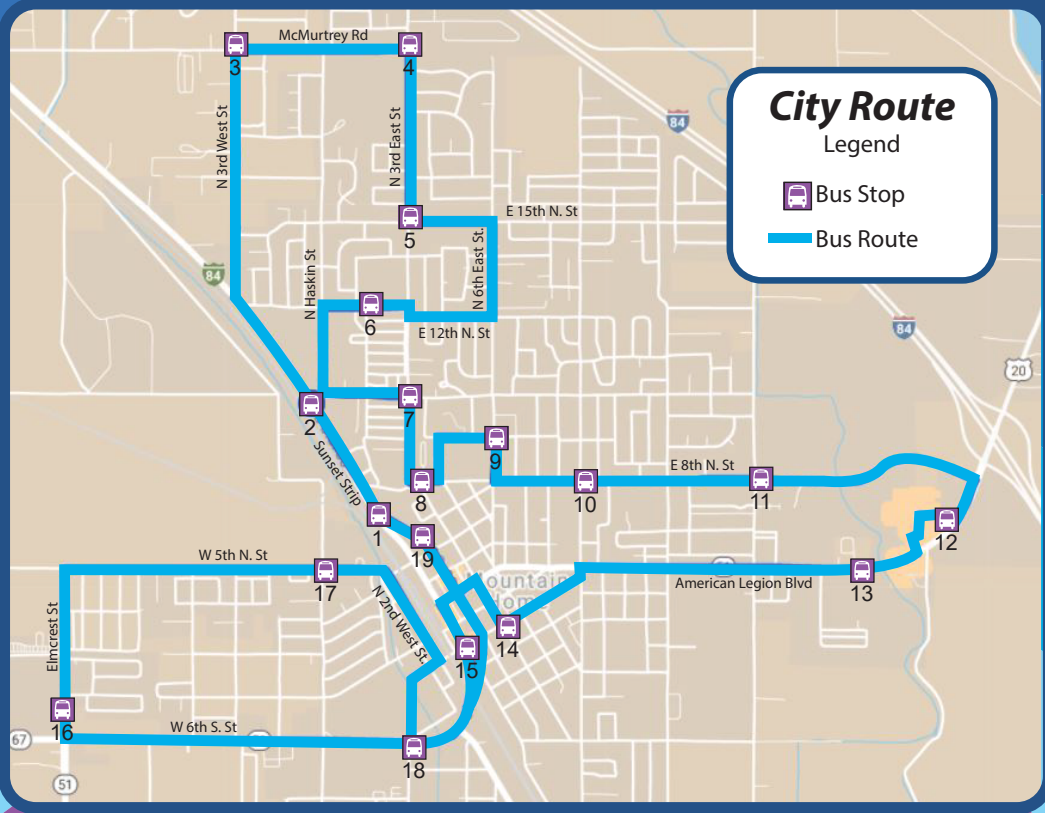 McMurtrey Rd
3
4
84
N 3rd West St
N 3rd East St
City Route
Legend
Bus Stop
Bus Route
E 15th N. St
5
N 6th East St.
84
N Haskin St
6
E 12th N. St
84
20
2
7
Sunset Strip
9
E 8th N. St
8
10
11
1
19
12
W 5th N. St
17
Mountain
Home
American Legion Blvd
13
N 2nd West St.
Elmcrest St
14
15
16
W 6th S. St
67
18
51